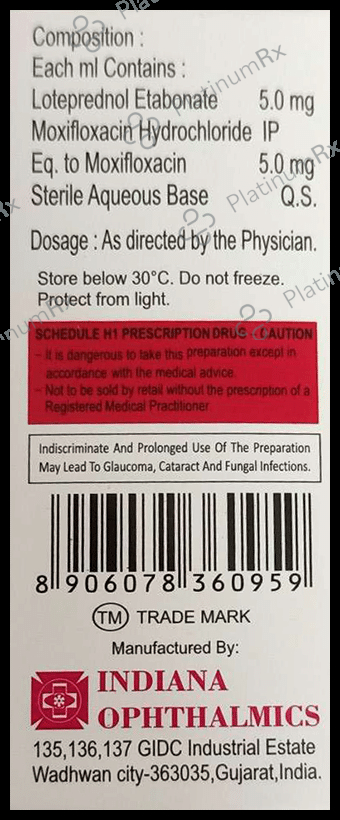 Composition :
Each ml Contains :
Loteprednol Etabonate 5.0 mg
Moxifloxacin Hydrochloride IP
Eq. to Moxifloxacin 5.0 mg
Sterile Aqueous Base Q.S.
Dosage : As directed by the Physician.
Store below 30°C. Do not freeze.
Protect from light.
SCHEDULE H1 PRESCRIPTION DRUG - CAUTION
- It is dangerous to take this preparation except in
accordance with the medical advice.
- Not to be sold by retail without the prescription of a
Registered Medical Practitioner
Indiscriminate And Prolonged Use Of The Preparation
May Lead To Glaucoma, Cataract And Fungal Infections.
8 906078 360959
TM TRADE MARK
Manufactured By:
INDIANA
OPHTHALMICS
135,136,137 GIDC Industrial Estate
Wadhwan city-363035,Gujarat,India.
PlatinumRx
PlatinumRx
PlatinumRx
PlatinumRx